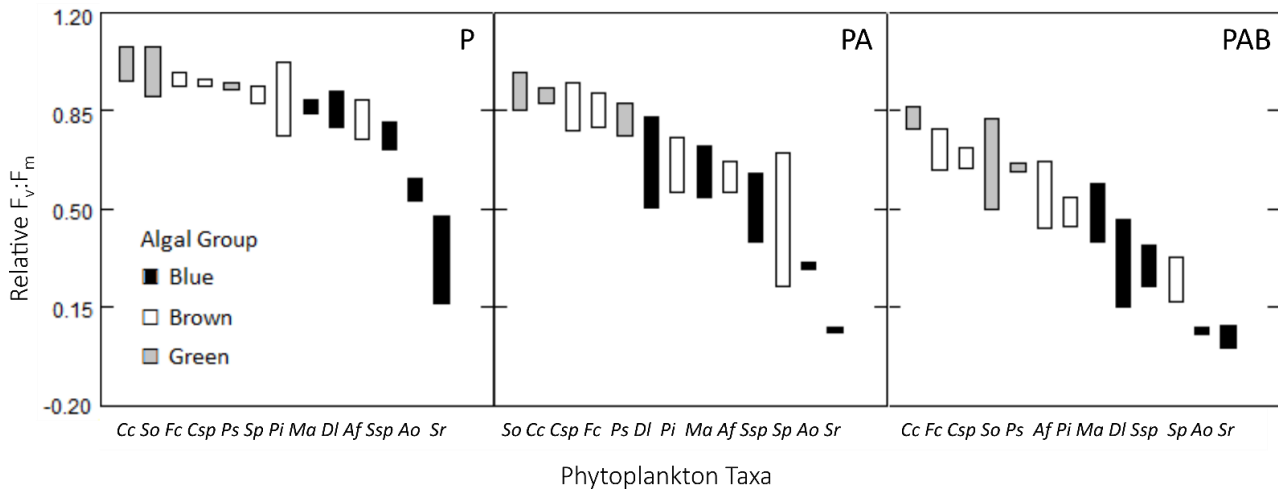 1.20
0.85
0.50
0.15
-0.20
Relative Fv:Fm
P
PA
PAB
Algal Group
Blue
Brown
Green
Cc So Fc Csp Ps Sp Pi Ma Dl Af Ssp Ao Sr
So Cc Csp Fc Ps Dl Pi Ma Af Ssp Sp Ao Sr
Cc Fc Csp So Ps Af Pi Ma Dl Ssp Sp Ao Sr
Phytoplankton Taxa